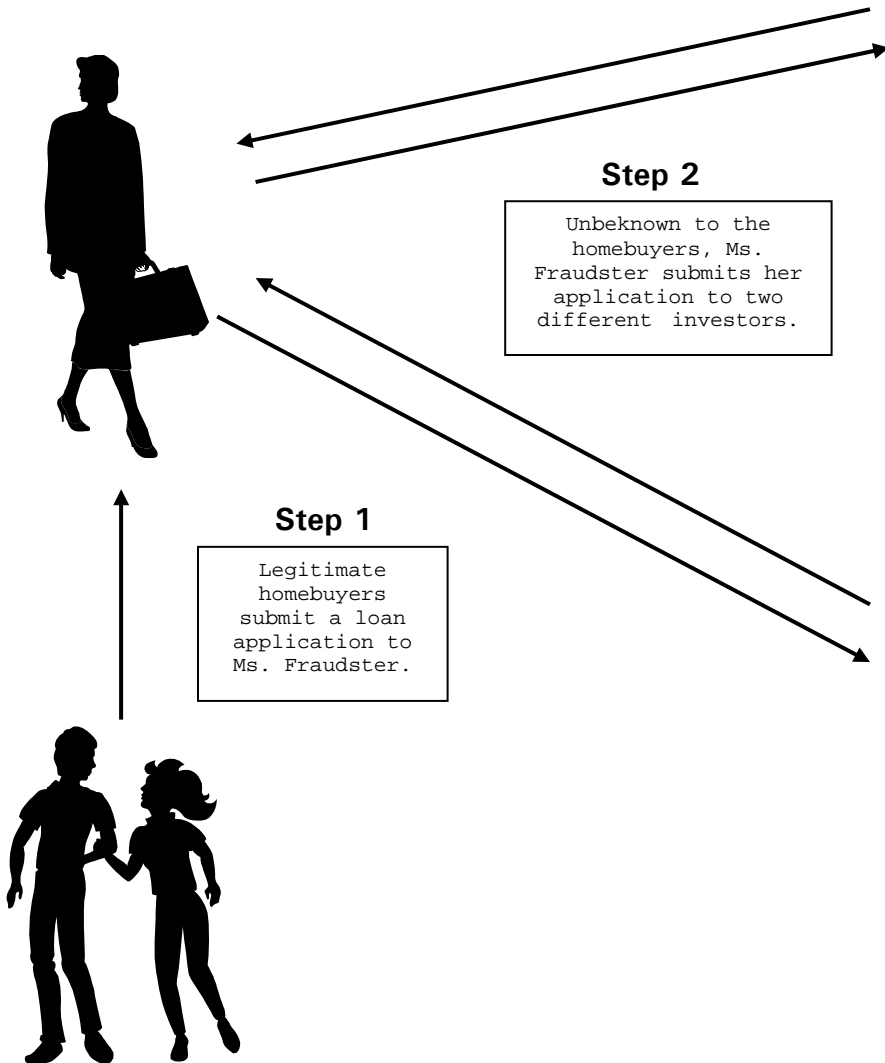 Step 2
Unbeknown to the
homebuyers, Ms.
Fraudster submits her
application to two
different investors.
Step 1
Legitimate
homebuyers
submit a loan
application to
Ms. Fraudster.